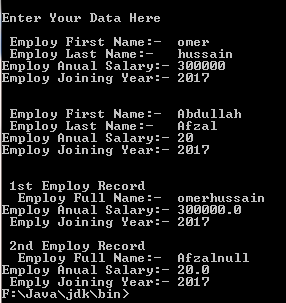 Enter Your Data Here
Employ First Name:- omer
Employ Last Name:- hussain
Employ Anual Salary:- 300000
Employ Joining Year:- 2017
Employ First Name:- Abdullah
Employ Last Name:- Afzal
Employ Anual Salary:- 20
Employ Joining Year:- 2017
1st Employ Record
Employ Full Name:- omerhussain
Employ Anual Salary:- 300000.0
Emply Joining Year:- 2017
2nd Employ Record
Employ Full Name:- Afzalnull
Employ Anual Salary:- 20.0
Emply Joining Year:- 2017
F:\Java\jdk\bin>